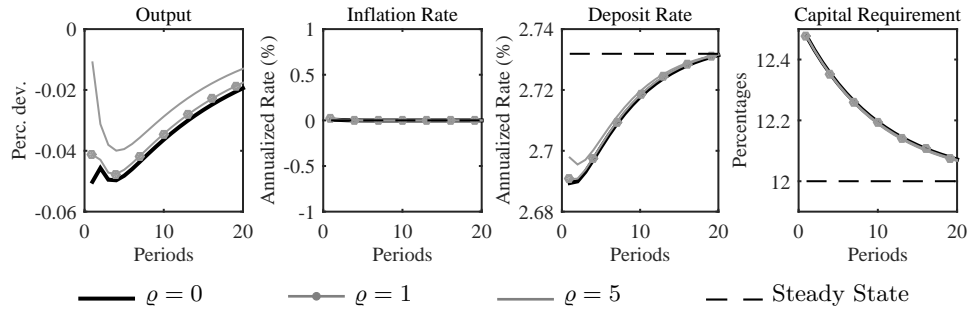 Output
Inflation Rate
Deposit Rate
Capital Requirement
Perc. dev.
0
-0.02
-0.04
-0.06
0 10 20
Periods
Annualized Rate (%)
1
0.5
0
-0.5
-1
0 10 20
Periods
Annualized Rate (%)
2.74
2.72
2.7
2.68
0 10 20
Periods
Percentages
12.4
12.2
12
0 10 20
Periods
ϱ = 0
ϱ = 1
ϱ = 5
Steady State